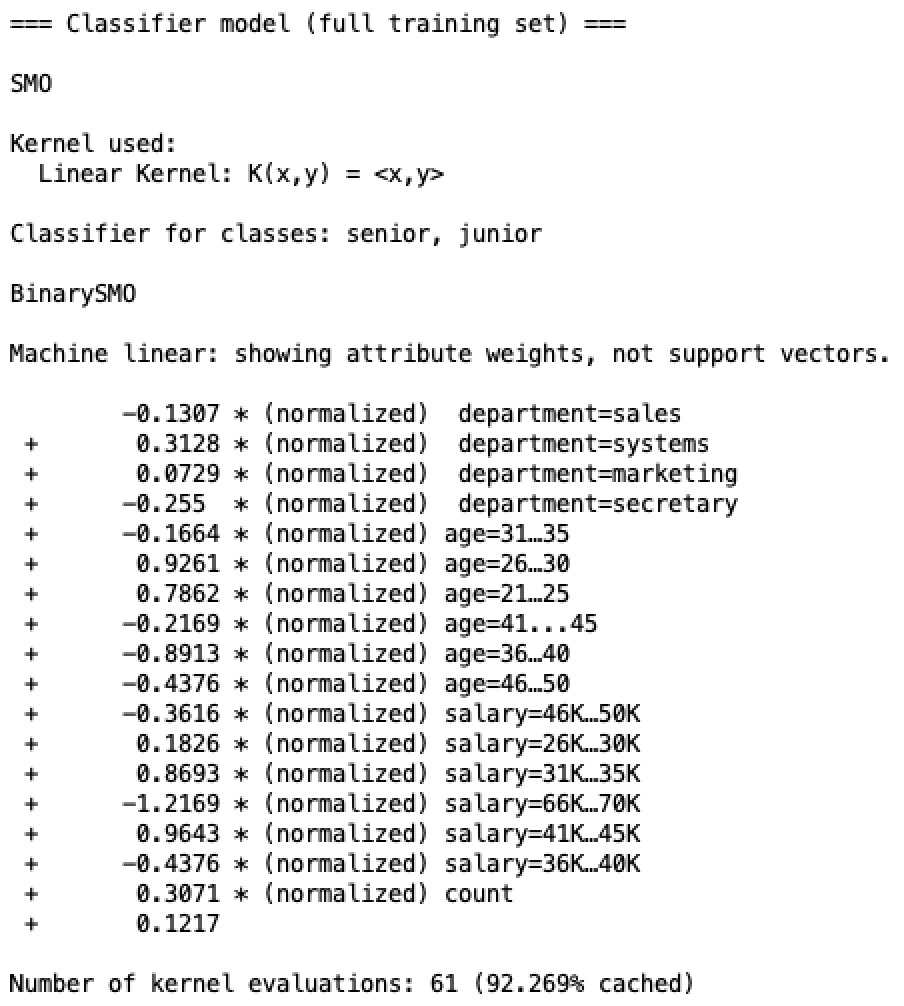 === Classifier model (full training set) ===
SMO
Kernel used:
Linear Kernel: K(x,y) = <x,y>
Classifier for classes: senior, junior
BinarySMO
Machine linear: showing attribute weights, not support vectors.
-0.1307 * (normalized) department=sales
+ 0.3128 * (normalized) department=systems
+ 0.0729 * (normalized) department=marketing
+ -0.255 * (normalized) department=secretary
+ -0.1664 * (normalized) age=31…35
+ 0.9261 * (normalized) age=26…30
+ 0.7862 * (normalized) age=21…25
+ -0.2169 * (normalized) age=41...45
+ -0.8913 * (normalized) age=36…40
+ -0.4376 * (normalized) age=46…50
+ -0.3616 * (normalized) salary=46K…50K
+ 0.1826 * (normalized) salary=26K…30K
+ 0.8693 * (normalized) salary=31K…35K
+ -1.2169 * (normalized) salary=66K…70K
+ 0.9643 * (normalized) salary=41K…45K
+ -0.4376 * (normalized) salary=36K…40K
+ 0.3071 * (normalized) count
+ 0.1217
Number of kernel evaluations: 61 (92.269% cached)